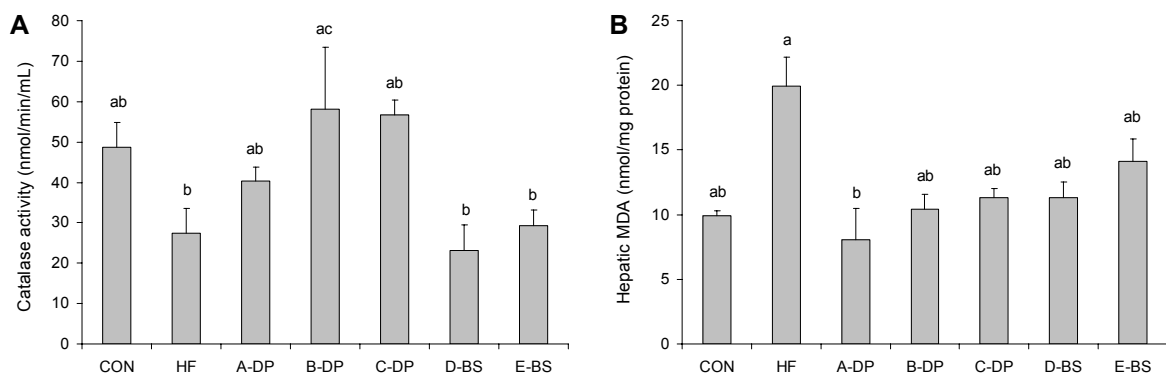 A
Catalase activity (nmol/min/mL)
80
70
60
50
40
30
20
10
0
ab
b
ab
ac
ab
b
b
CON HF A-DP B-DP C-DP D-BS E-BS
B
Hepatic MDA (nmol/mg protein)
25
20
15
10
5
0
ab
a
b
ab
ab
ab
ab
CON HF A-DP B-DP C-DP D-BS E-BS